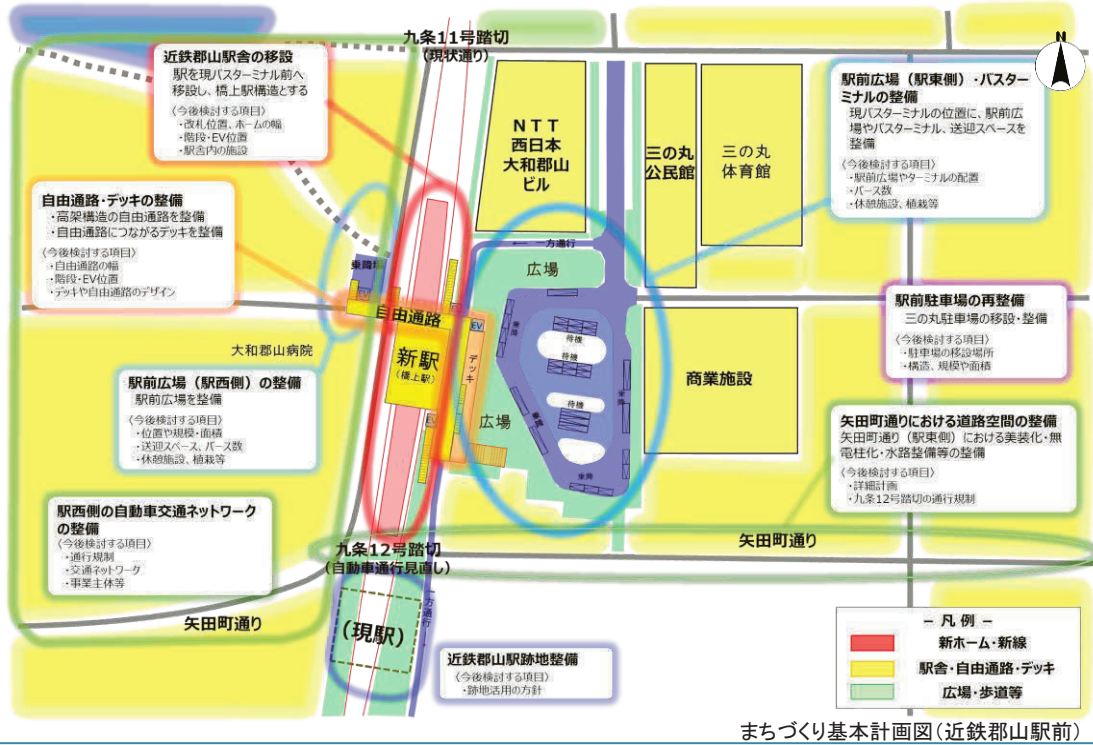 九条11号踏切
(現状通り)
N
近鉄郡山駅舎の移設
駅を現バスターミナル前へ
移設し、橋上駅構造とする
〈今後検討する項目〉
・改札位置、ホームの幅
・階段・EV位置
・駅舎内の施設
NTT
西日本
大和郡山
ビル
三の丸
公民館
三の丸
体育館
駅前広場（駅東側）・バスター
ミナルの整備
現バスターミナルの位置に、駅前広
場やバスターミナル、送迎スペースを
整備
〈今後検討する項目〉
・駅前広場やターミナルの配置
・バース数
・休憩施設、植栽等
自由通路・デッキの整備
・高架構造の自由通路を整備
・自由通路につながるデッキを整備
〈今後検討する項目〉
・自由通路の幅
・階段・EV位置
・デッキや自由通路のデザイン
← 一方通行
広場
乗降場
EV
自由通路
EV
EV
新駅
(橋上駅)
デッキ
EV
広場
乗降
待機
待機
待機
乗降
乗降
乗降
商業施設
駅前駐車場の再整備
三の丸駐車場の移設・整備
〈今後検討する項目〉
・駐車場の移設場所
・構造、規模や面積
大和郡山病院
駅前広場（駅西側）の整備
駅前広場を整備
〈今後検討する項目〉
・位置や規模・面積
・送迎スペース、バース数
・休憩施設、植栽等
矢田町通りにおける道路空間の整備
矢田町通り（駅東側）における美装化・無
電柱化・水路整備等の整備
〈今後検討する項目〉
・詳細計画
・九条12号踏切の通行規制
駅西側の自動車交通ネットワーク
の整備
〈今後検討する項目〉
・通行規制
・交通ネットワーク
・事業主体等
九条12号踏切
(自動車通行見直し)
矢田町通り
矢田町通り
(現駅)
一方通行
近鉄郡山駅跡地整備
〈今後検討する項目〉
・跡地活用の方針
− 凡 例 −
新ホーム・新線
駅舎・自由通路・デッキ
広場・歩道等
まちづくり基本計画図(近鉄郡山駅前)